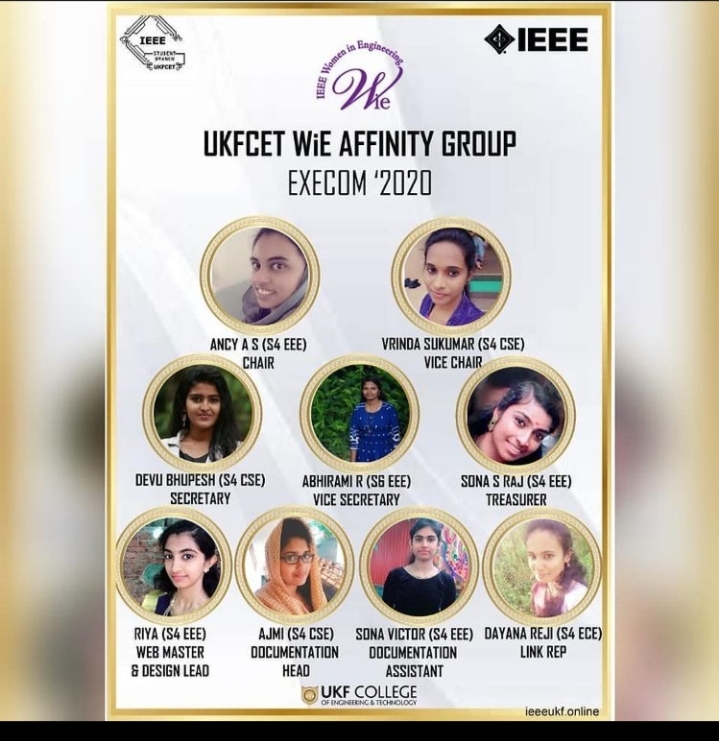 IEEE
STUDENT
BRANCH
UKFCET
IEEE
IEEE Women in Engineering
Wie
UKFCET WiE AFFINITY GROUP
EXECOM ‘2020
ANCY A S (S4 EEE)
CHAIR
VRINDA SUKUMAR (S4 CSE)
VICE CHAIR
DEVU BHUPESH (S4 CSE)
SECRETARY
ABHIRAMI R (S6 EEE)
VICE SECRETARY
SONA S RAJ (S4 EEE)
TREASURER
RIYA (S4 EEE)
WEB MASTER
& DESIGN LEAD
AJMI (S4 CSE)
DOCUMENTATION
HEAD
SONA VICTOR (S4 EEE)
DOCUMENTATION
ASSISTANT
DAYANA REJI (S4 ECE)
LINK REP
UKF COLLEGE
OF ENGINEERING & TECHNOLOGY
ieeeukf.online